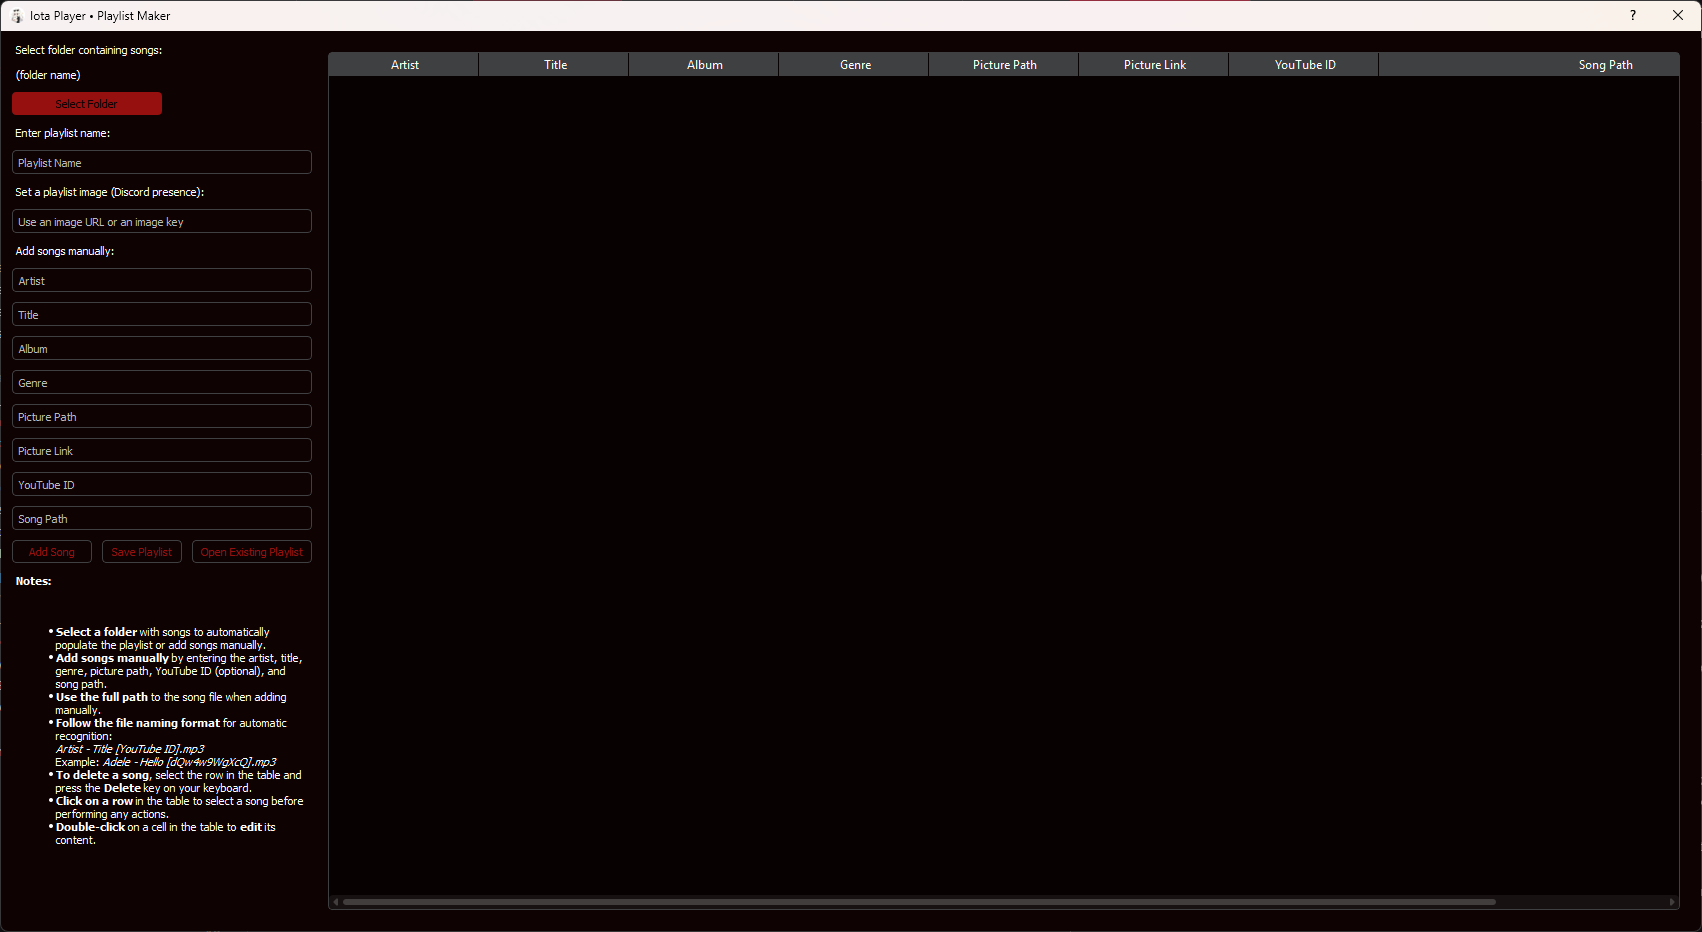 Iota Player • Playlist Maker
?
Select folder containing songs:
(folder name)
Select Folder
Enter playlist name:
Playlist Name
Set a playlist image (Discord presence):
Use an image URL or an image key
Add songs manually:
Artist
Title
Album
Genre
Picture Path
Picture Link
YouTube ID
Song Path
Add Song Save Playlist Open Existing Playlist
Notes:
• Select a folder with songs to automatically
populate the playlist or add songs manually.
• Add songs manually by entering the artist, title,
genre, picture path, YouTube ID (optional), and
song path.
• Use the full path to the song file when adding
manually.
• Follow the file naming format for automatic
recognition:
Artist - Title [YouTube ID].mp3
Example: Adele - Hello [dQw4w9WgXcQ].mp3
• To delete a song, select the row in the table and
press the Delete key on your keyboard.
• Click on a row in the table to select a song before
performing any actions.
• Double-click on a cell in the table to edit its
content.
Artist Title Album Genre Picture Path Picture Link YouTube ID Song Path